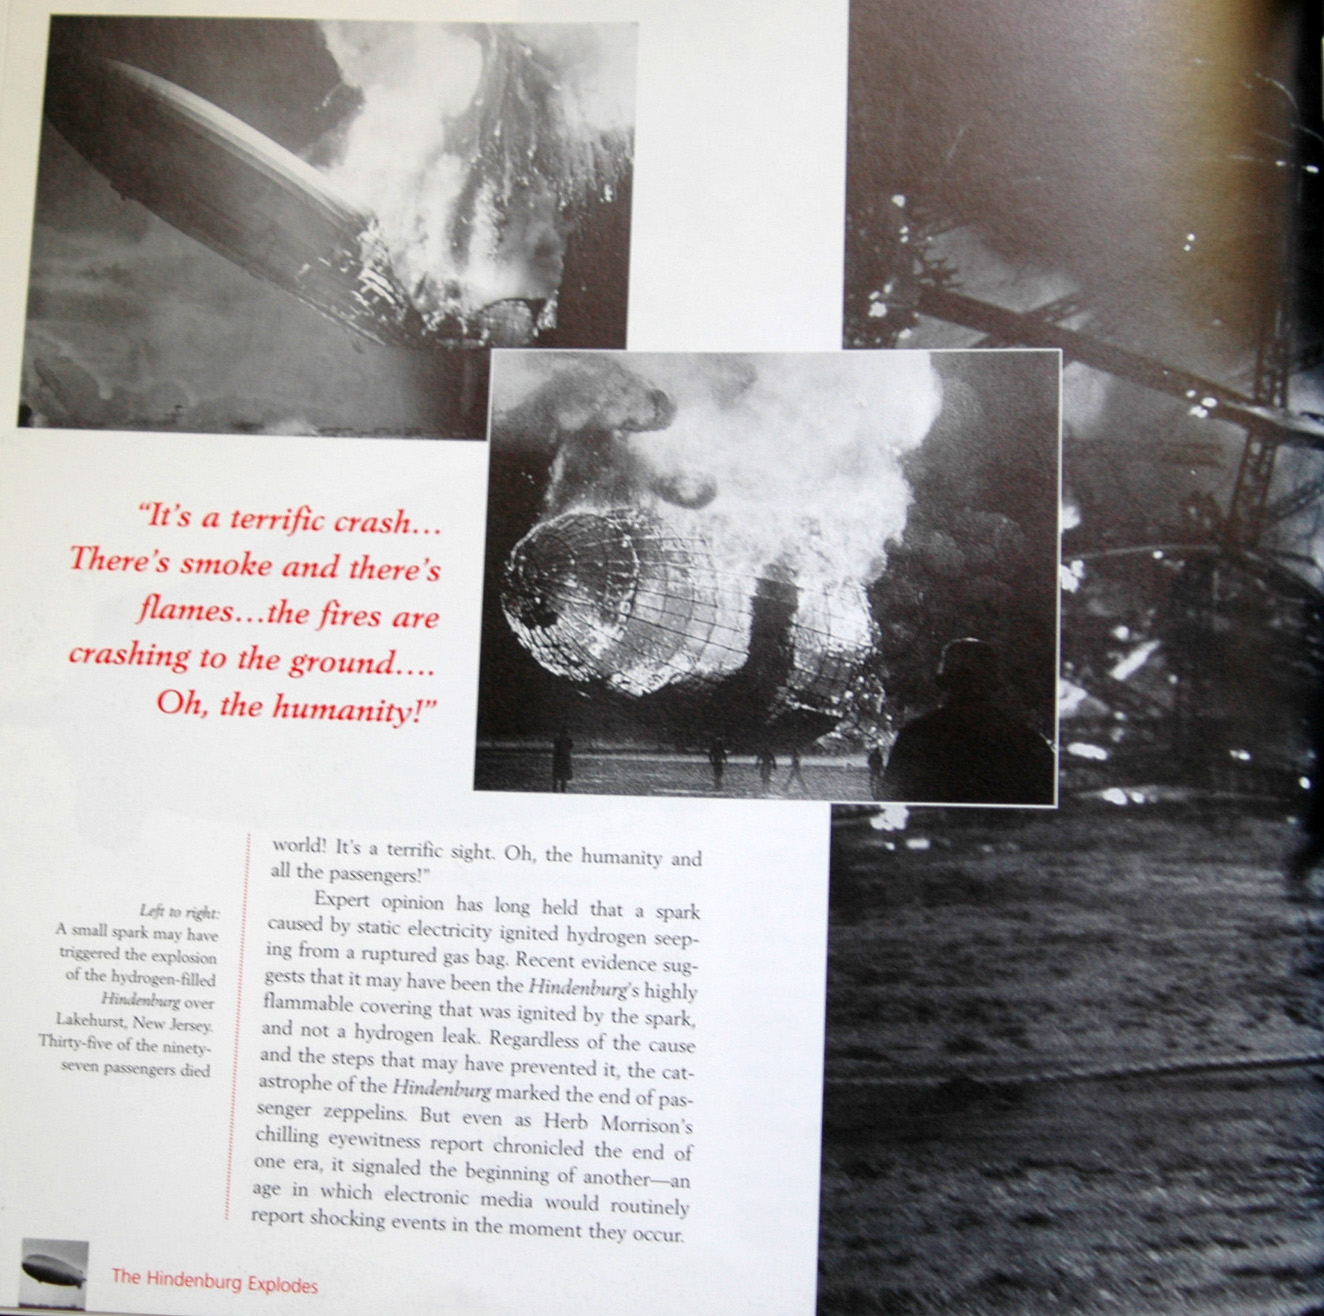 “It’s a terrific crash…
There’s smoke and there’s
flames…the fires are
crashing to the ground….
Oh, the humanity!”
world! It’s a terrific sight. Oh, the humanity and
all the passengers!”
Expert opinion has long held that a spark
caused by static electricity ignited hydrogen seep-
ing from a ruptured gas bag. Recent evidence sug-
gests that it may have been the Hindenburg’s highly
flammable covering that was ignited by the spark,
and not a hydrogen leak. Regardless of the cause
and the steps that may have prevented it, the cat-
astrophe of the Hindenburg marked the end of pas-
senger zeppelins. But even as Herb Morrison’s
chilling eyewitness report chronicled the end of
one era, it signaled the beginning of another—an
age in which electronic media would routinely
report shocking events in the moment they occur.
Left to right:
A small spark may have
triggered the explosion
of the hydrogen-filled
Hindenburg over
Lakehurst, New Jersey.
Thirty-five of the ninety-
seven passengers died
The Hindenburg Explodes